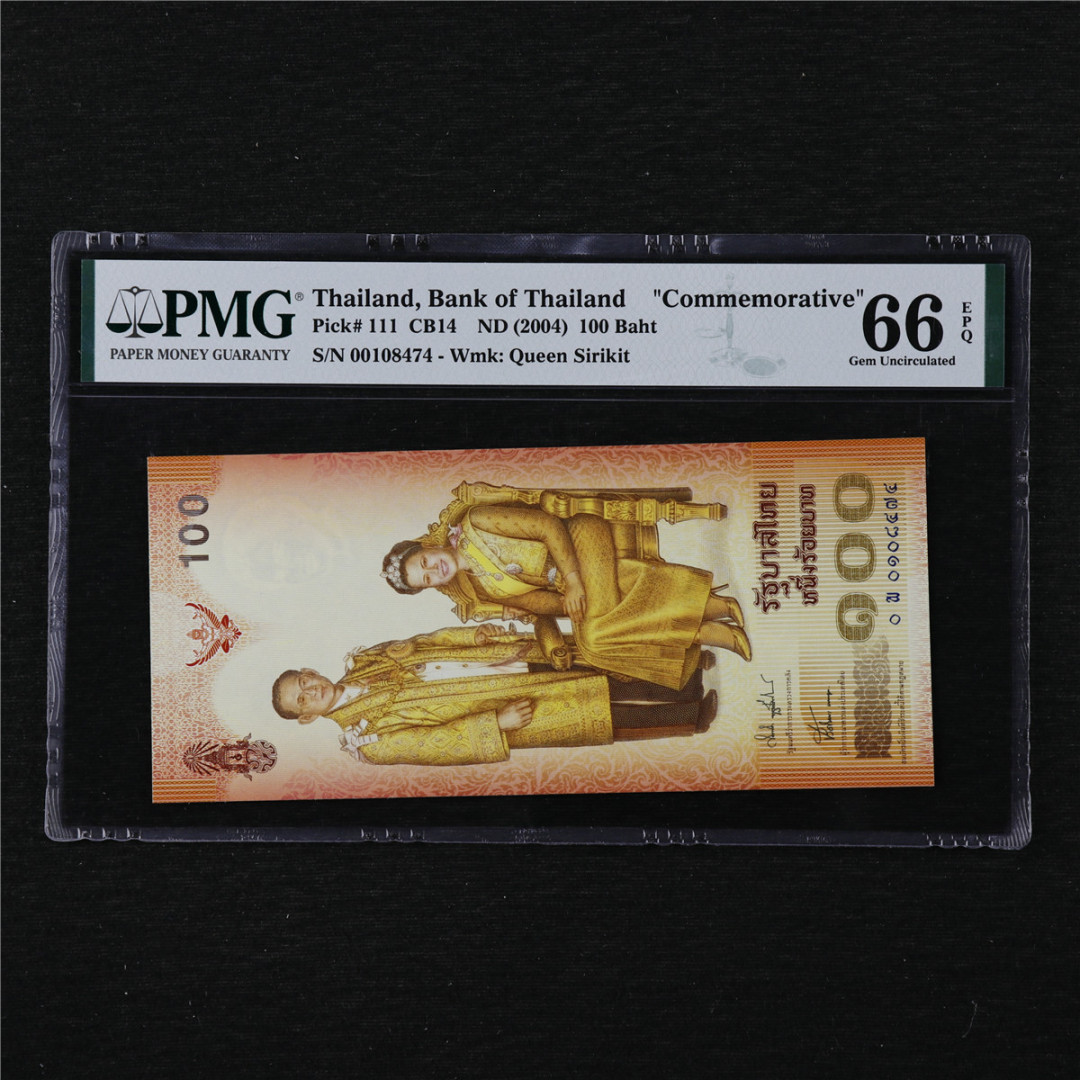 PMG®
PAPER MONEY GUARANTY
Thailand, Bank of Thailand "Commemorative"
Pick# 111 CB14 ND (2004) 100 Baht
S/N 00108474 - Wmk: Queen Sirikit
66
EPQ
Gem Uncirculated
100
รัฐบาลไทย
หนึ่งร้อยบาท
๑๐๐
๐ พ ๐๑๐๘๔๗๔